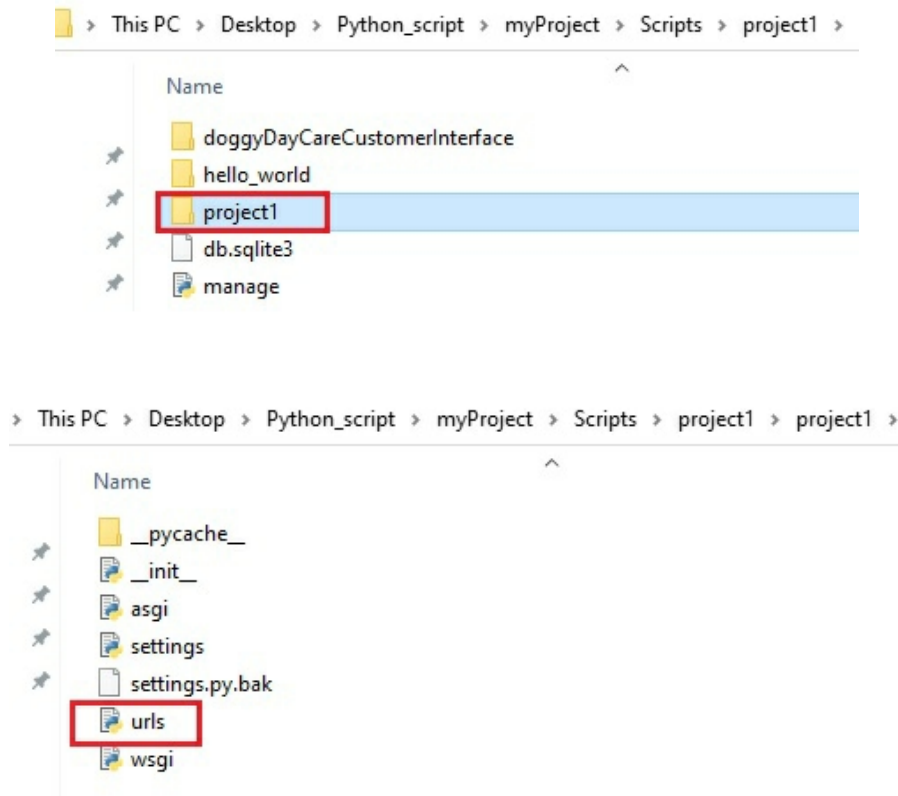 This PC > Desktop > Python_script > myProject > Scripts > project1 >
Name
doggyDayCareCustomerInterface
hello_world
project1
db.sqlite3
manage
> This PC > Desktop > Python_script > myProject > Scripts > project1 > project1 >
Name
__pycache__
__init__
asgi
settings
settings.py.bak
urls
wsgi